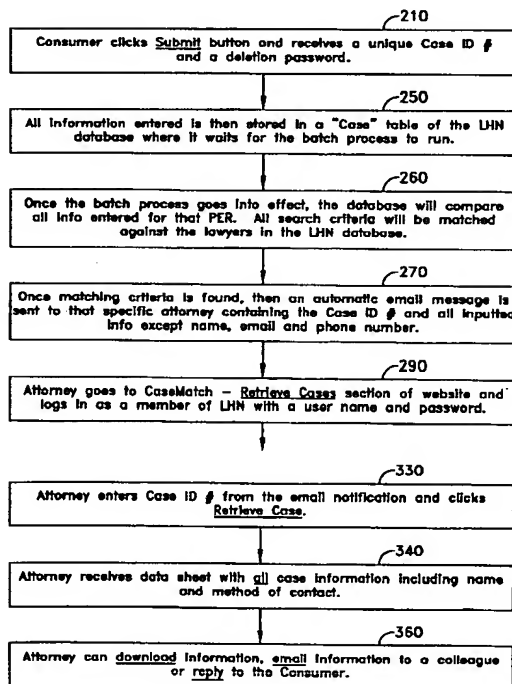 210
Consumer clicks Submit button and receives a unique Case ID #
and a deletion password.
250
All information entered is then stored in a "Case" table of the LHN
database where it waits for the batch process to run.
260
Once the batch process goes into effect, the database will compare
all info entered for that PER. All search criteria will be matched
against the lawyers in the LHN database.
270
Once matching criteria is found, then an automatic email message is
sent to that specific attorney containing the Case ID # and all inputted
info except name, email and phone number.
290
Attorney goes to CaseMatch – Retrieve Cases section of website and
logs in as a member of LHN with a user name and password.
330
Attorney enters Case ID # from the email notification and clicks
Retrieve Case.
340
Attorney receives data sheet with all case information including name
and method of contact.
360
Attorney can download information, email information to a colleague
or reply to the Consumer.